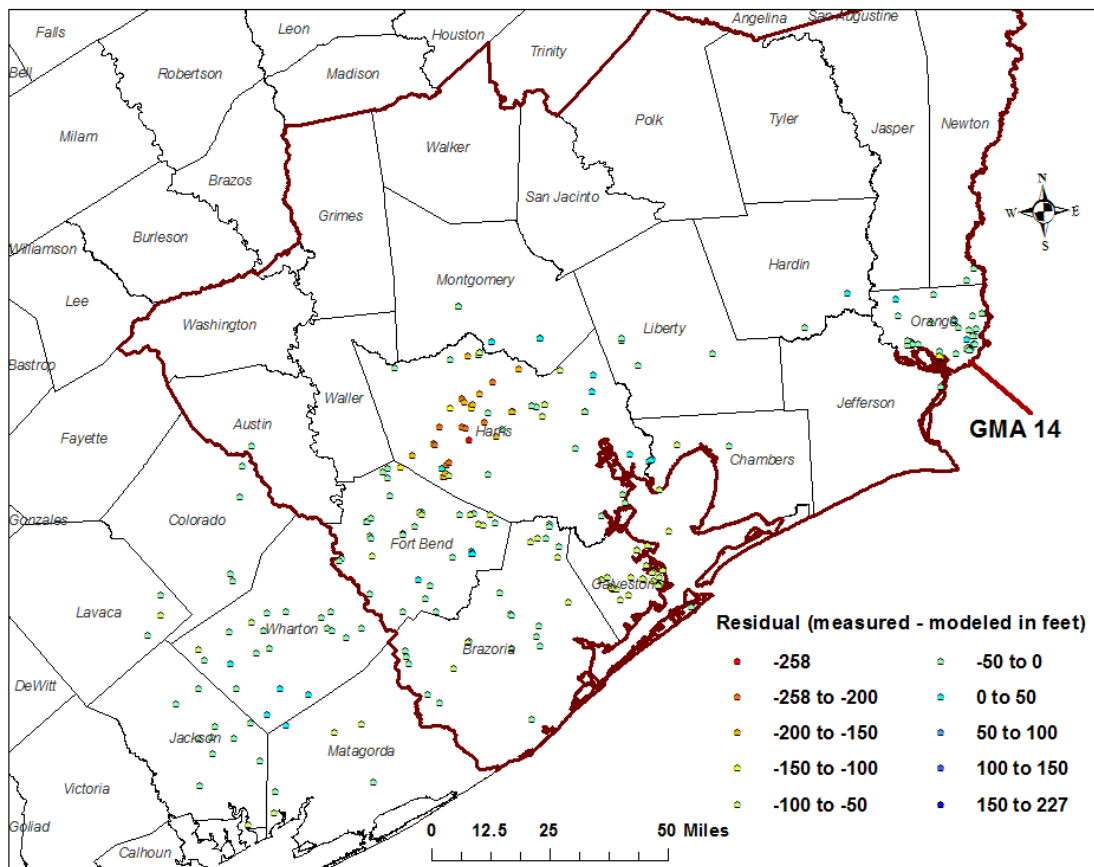 Angelina
San Augustine
Falls
Leon
Houston
Trinity
Bell
Robertson
Madison
Polk
Tyler
Jasper
Newton
Milam
Walker
Brazos
San Jacinto
Grimes
N
W E
S
Williamson
Burleson
Hardin
Lee
Montgomery
Washington
Liberty
Orange
Bastrop
Waller
Jefferson
Austin
Harris
GMA 14
Fayette
Chambers
Gonzales
Colorado
Fort Bend
Galveston
Lavaca
Wharton
Brazoria
Residual (measured - modeled in feet)
-258
-50 to 0
DeWitt
-258 to -200
0 to 50
Jackson
Matagorda
-200 to -150
50 to 100
Victoria
-150 to -100
100 to 150
Goliad
-100 to -50
150 to 227
Calhoun
0 12.5 25 50 Miles